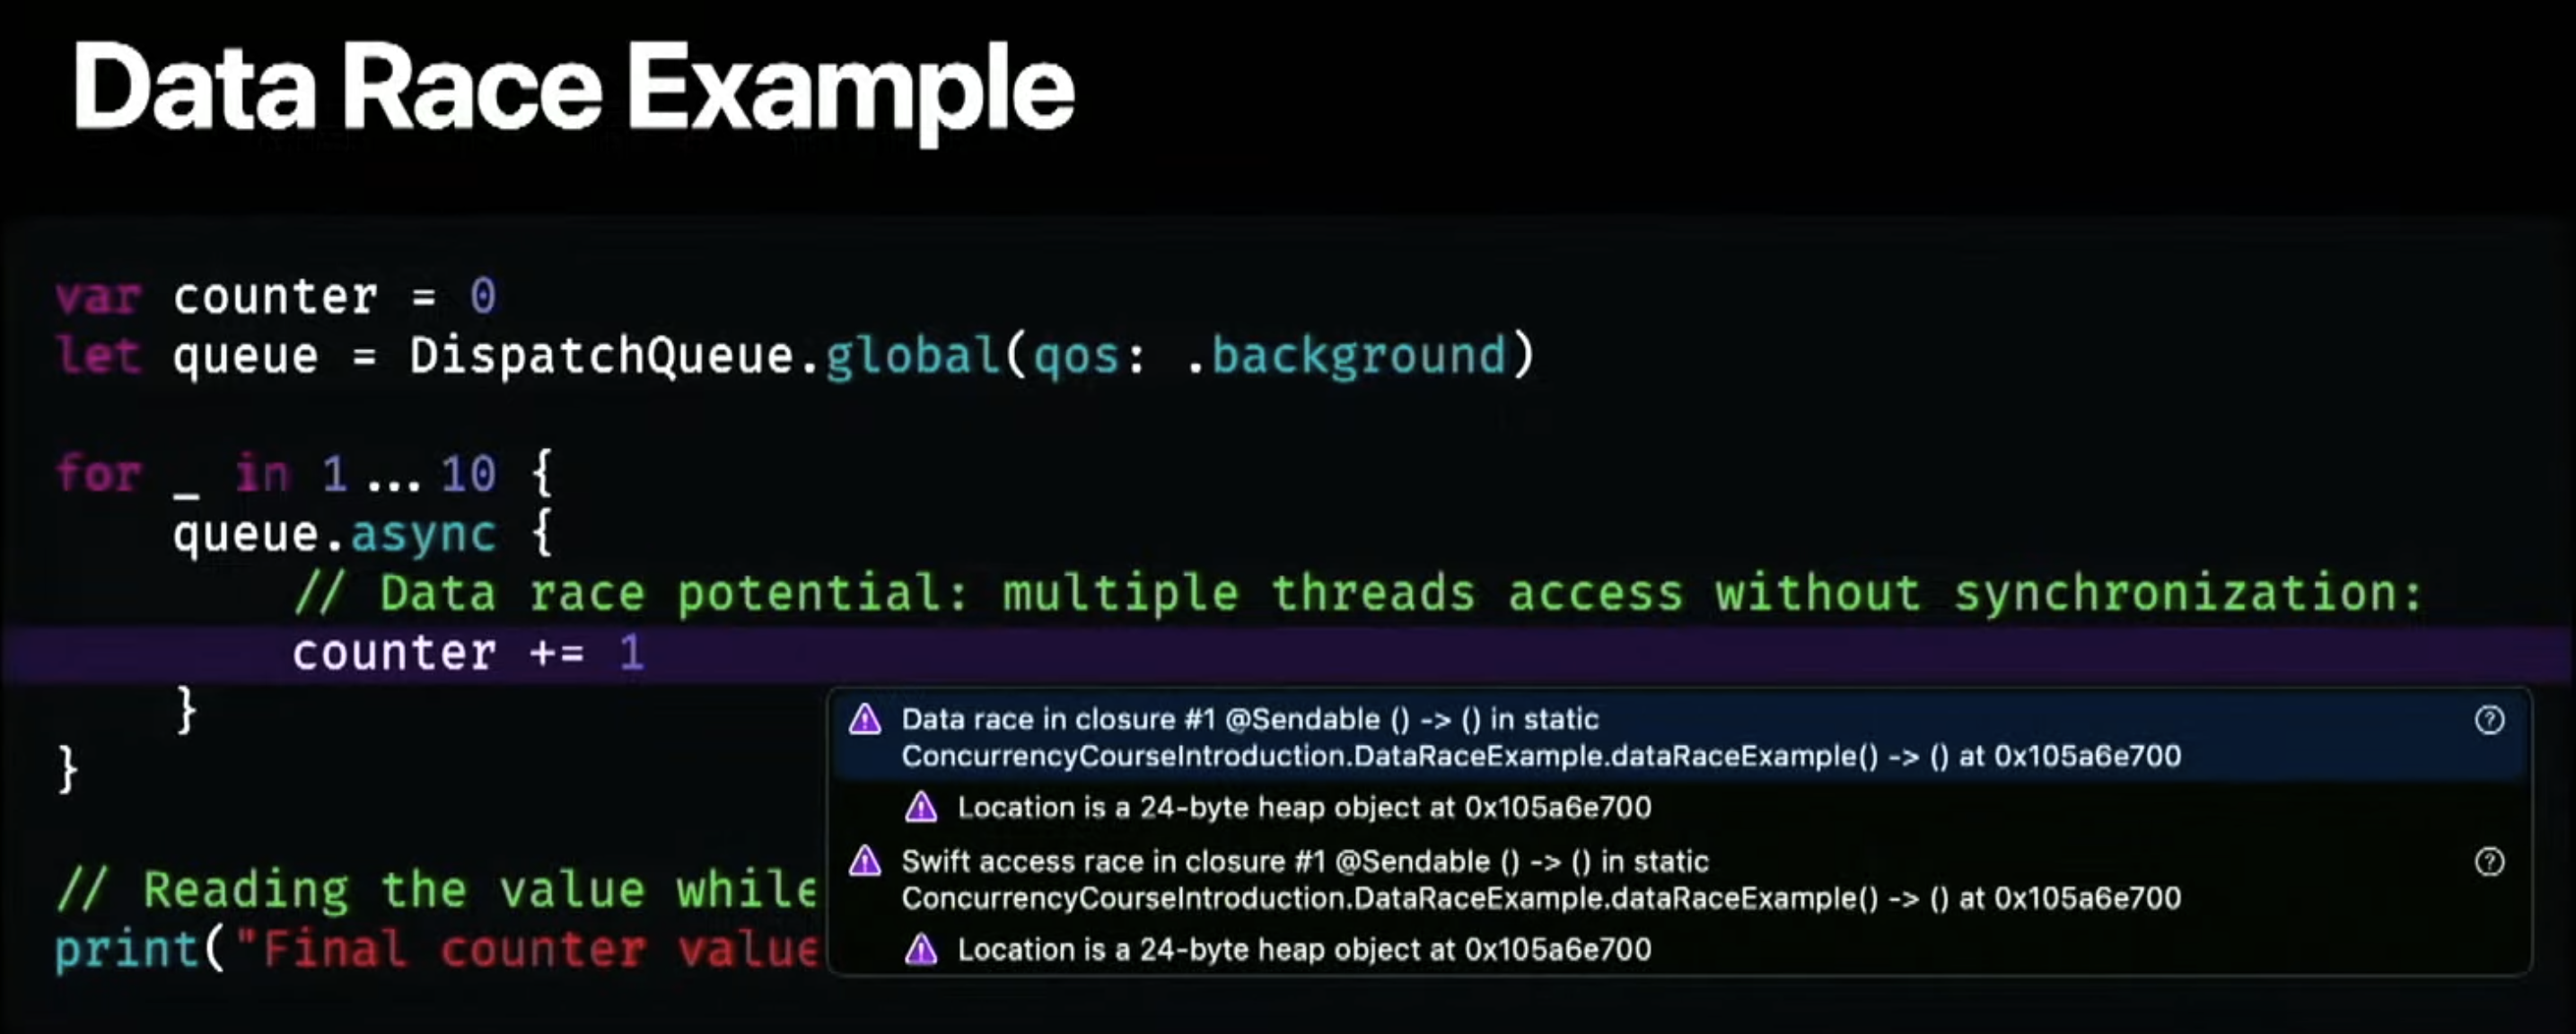 Data Race Example
var counter = 0
let queue = DispatchQueue.global(qos: .background)
for _ in 1...10 {
queue.async {
// Data race potential: multiple threads access without synchronization:
counter += 1
}
}
Data race in closure #1 @Sendable () -> () in static
ConcurrencyCourseIntroduction.DataRaceExample.dataRaceExample() -> () at 0x105a6e700
Location is a 24-byte heap object at 0x105a6e700
Swift access race in closure #1 @Sendable () -> () in static
ConcurrencyCourseIntroduction.DataRaceExample.dataRaceExample() -> () at 0x105a6e700
Location is a 24-byte heap object at 0x105a6e700
// Reading the value while
print("Final counter value